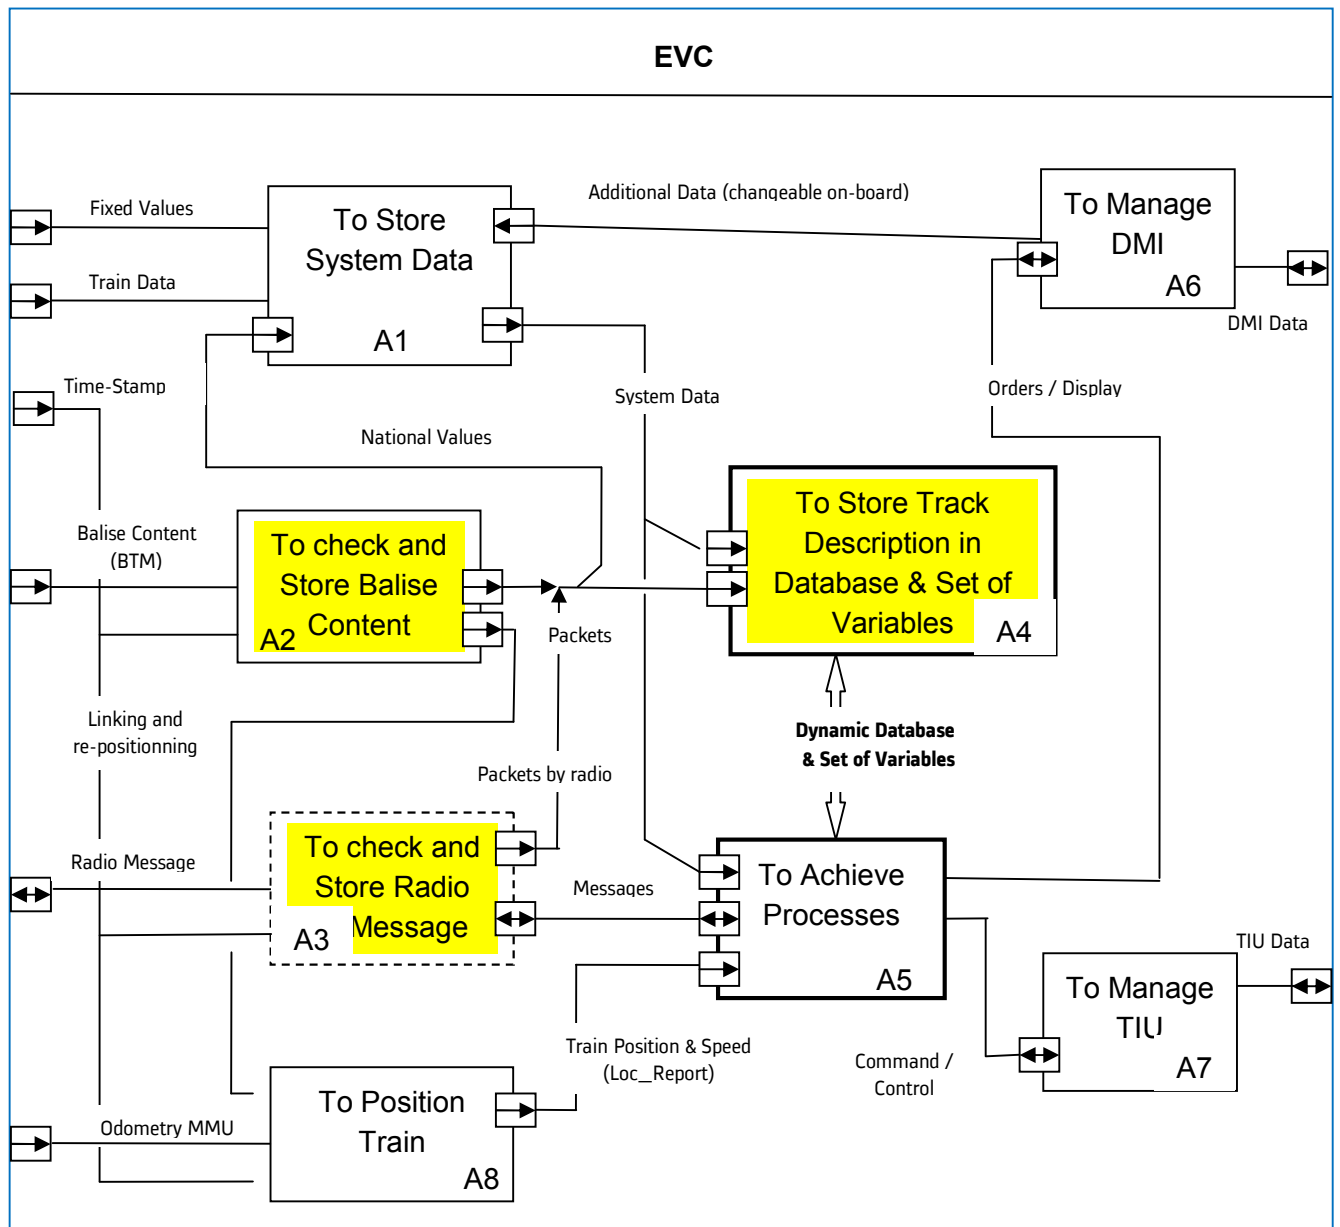 EVC
Fixed Values
Train Data
To Store
System Data
A1
Additional Data (changeable on-board)
To Manage
DMI
A6
DMI Data
Time-Stamp
System Data
Orders / Display
National Values
Balise Content
(BTM)
To check and
Store Balise
Content
A2
Packets
To Store Track
Description in
Database & Set of
Variables
A4
Linking and
re-positionning
Dynamic Database
& Set of Variables
Packets by radio
Radio Message
To check and
Store Radio
Message
A3
Messages
To Achieve
Processes
A5
TIU Data
To Manage
TIU
A7
Train Position & Speed
(Loc_Report)
Command /
Control
Odometry MMU
To Position
Train
A8